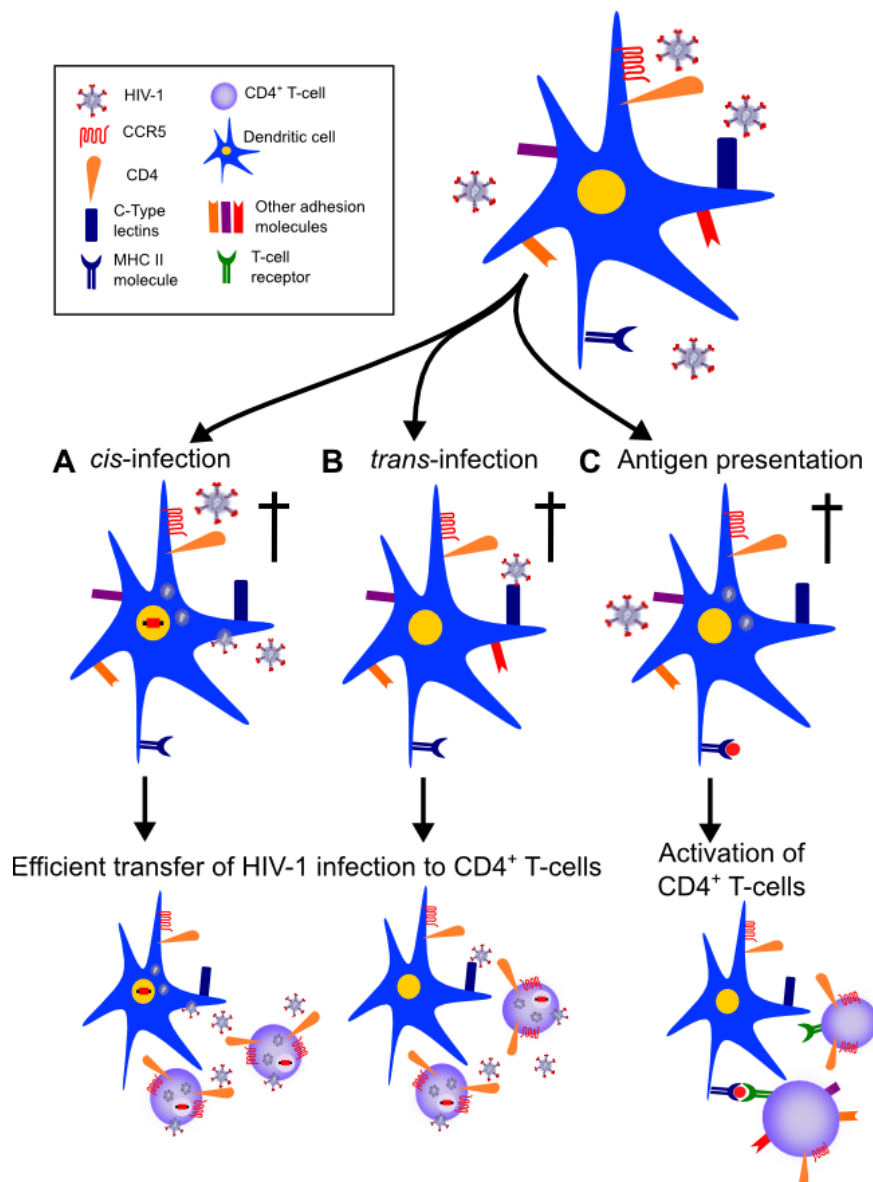 HIV-1
CCR5
CD4
C-Type
lectins
MHC II
molecule
CD4⁺ T-cell
Dendritic cell
Other adhesion
molecules
T-cell
receptor
A cis-infection
B trans-infection
C Antigen presentation
Efficient transfer of HIV-1 infection to CD4⁺ T-cells
Activation of
CD4⁺ T-cells